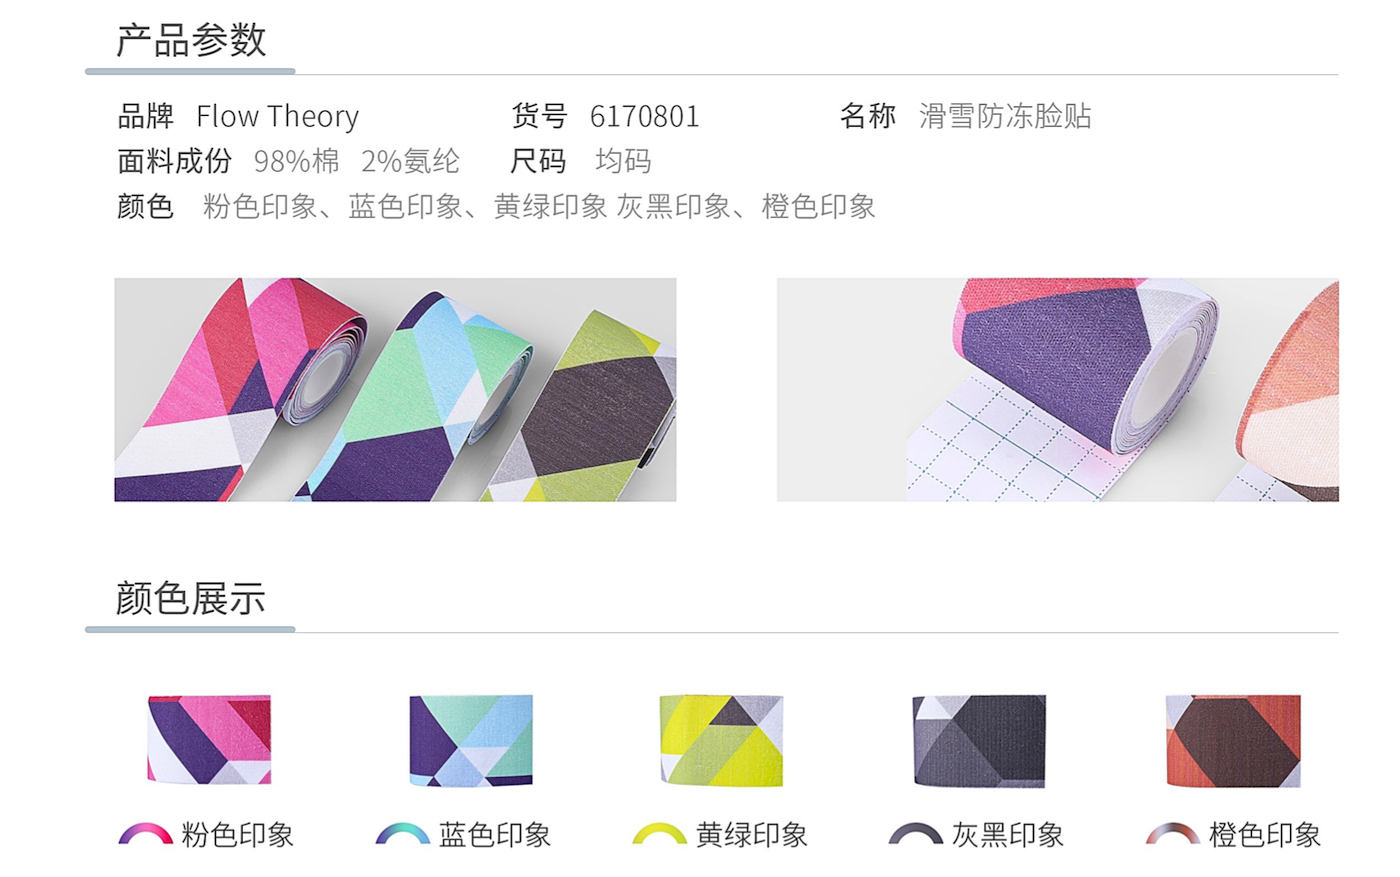 产品参数
品牌 Flow Theory 货号 6170801 名称 滑雪防冻脸贴
面料成份 98%棉 2%氨纶 尺码 均码
颜色 粉色印象、蓝色印象、黄绿印象 灰黑印象、橙色印象
颜色展示
粉色印象 蓝色印象 黄绿印象 灰黑印象 橙色印象